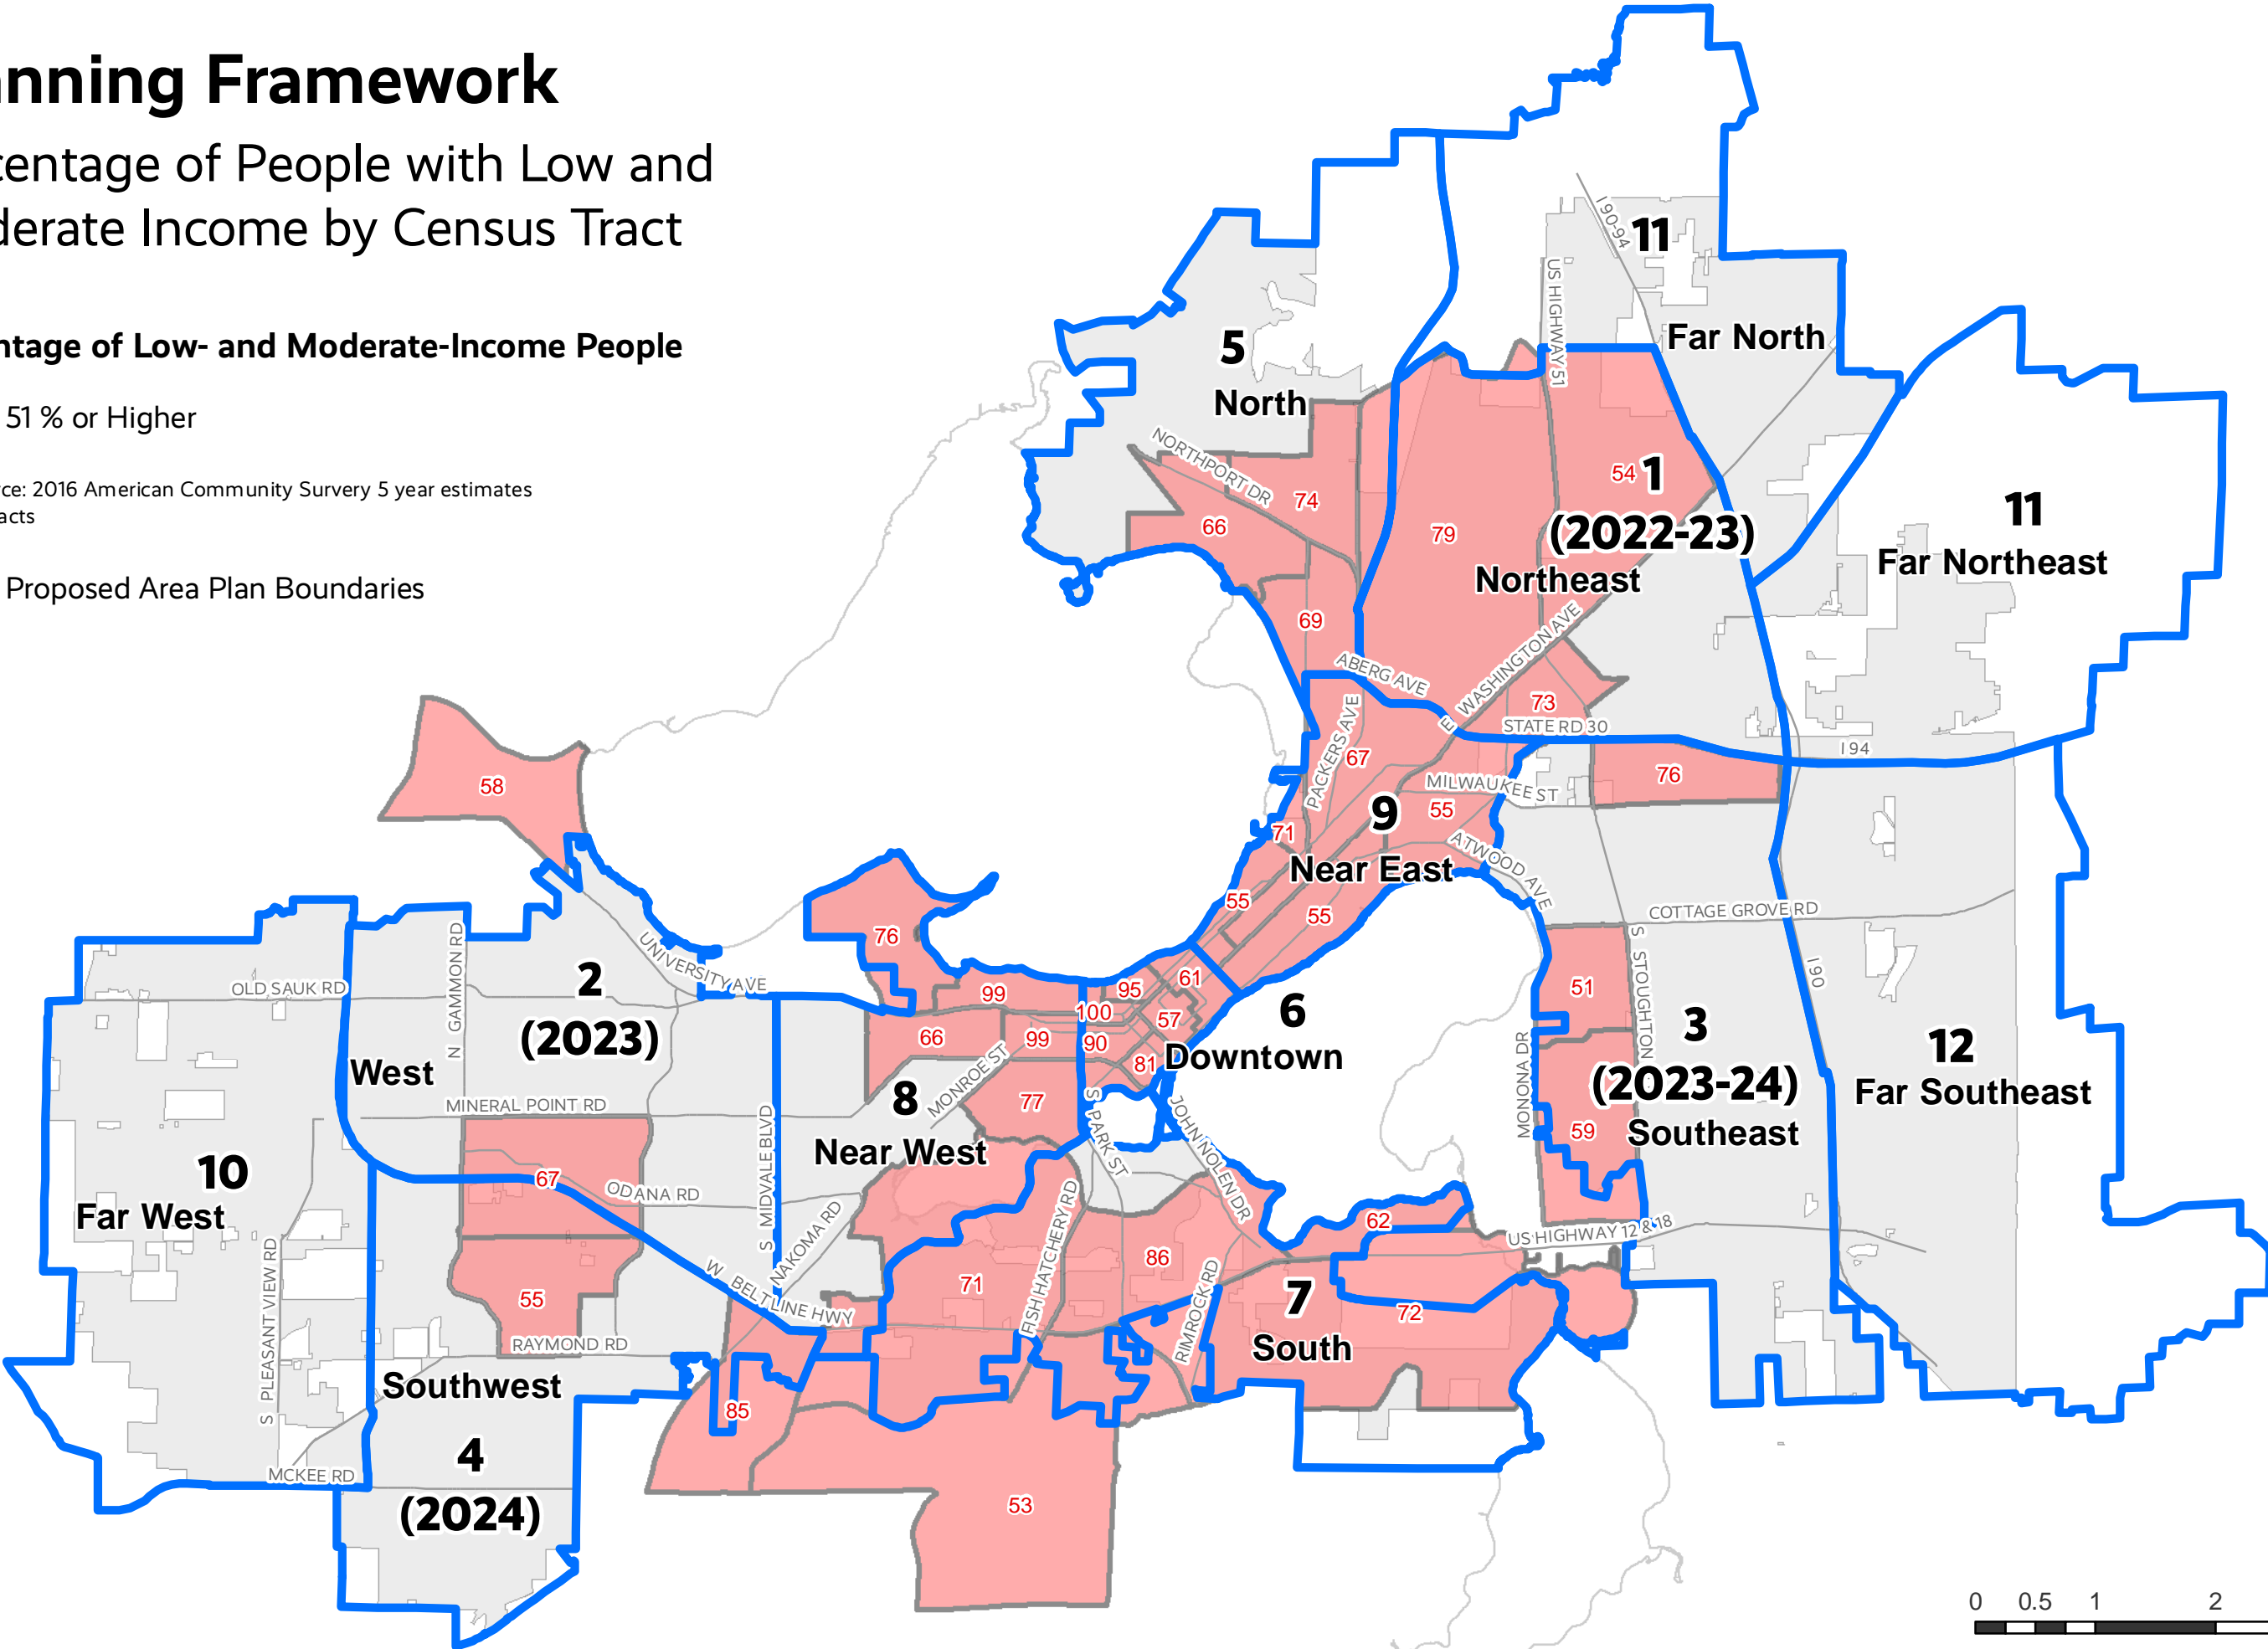 anning Framework
centage of People with Low and
derate Income by Census Tract
ntage of Low- and Moderate-Income People
51 % or Higher
rce: 2016 American Community Survery 5 year estimates
acts
Proposed Area Plan Boundaries
I 90-94
11
US HIGHWAY 51
Far North
5
North
NORTHPORT DR
74
66
79
54
1
(2022-23)
Northeast
11
Far Northeast
69
ABERG AVE
E WASHINGTON AVE
73
STATE RD 30
I 94
PACKERS AVE
67
MILWAUKEE ST
76
58
9
55
71
Near East
ATWOOD AVE
55
55
COTTAGE GROVE RD
76
UNIVERSITY AVE
N GAMMON RD
OLD SAUK RD
2
(2023)
West
99
95
61
100
57
66
99
90
81
6
Downtown
51
S STOUGHTON
I 90
3
(2023-24)
Southeast
12
Far Southeast
MONONA DR
59
MINERAL POINT RD
8
Near West
MONROE ST
77
S PARK ST
JOHN NOLEN DR
10
Far West
67
ODANA RD
S MIDVALE BLVD
NAKOMA RD
FISH HATCHERY RD
62
US HIGHWAY 12 & 18
S PLEASANT VIEW RD
55
W BELTLINE HWY
71
86
RIMROCK RD
7
South
72
RAYMOND RD
Southwest
85
4
(2024)
MCKEE RD
53
0 0.5 1 2